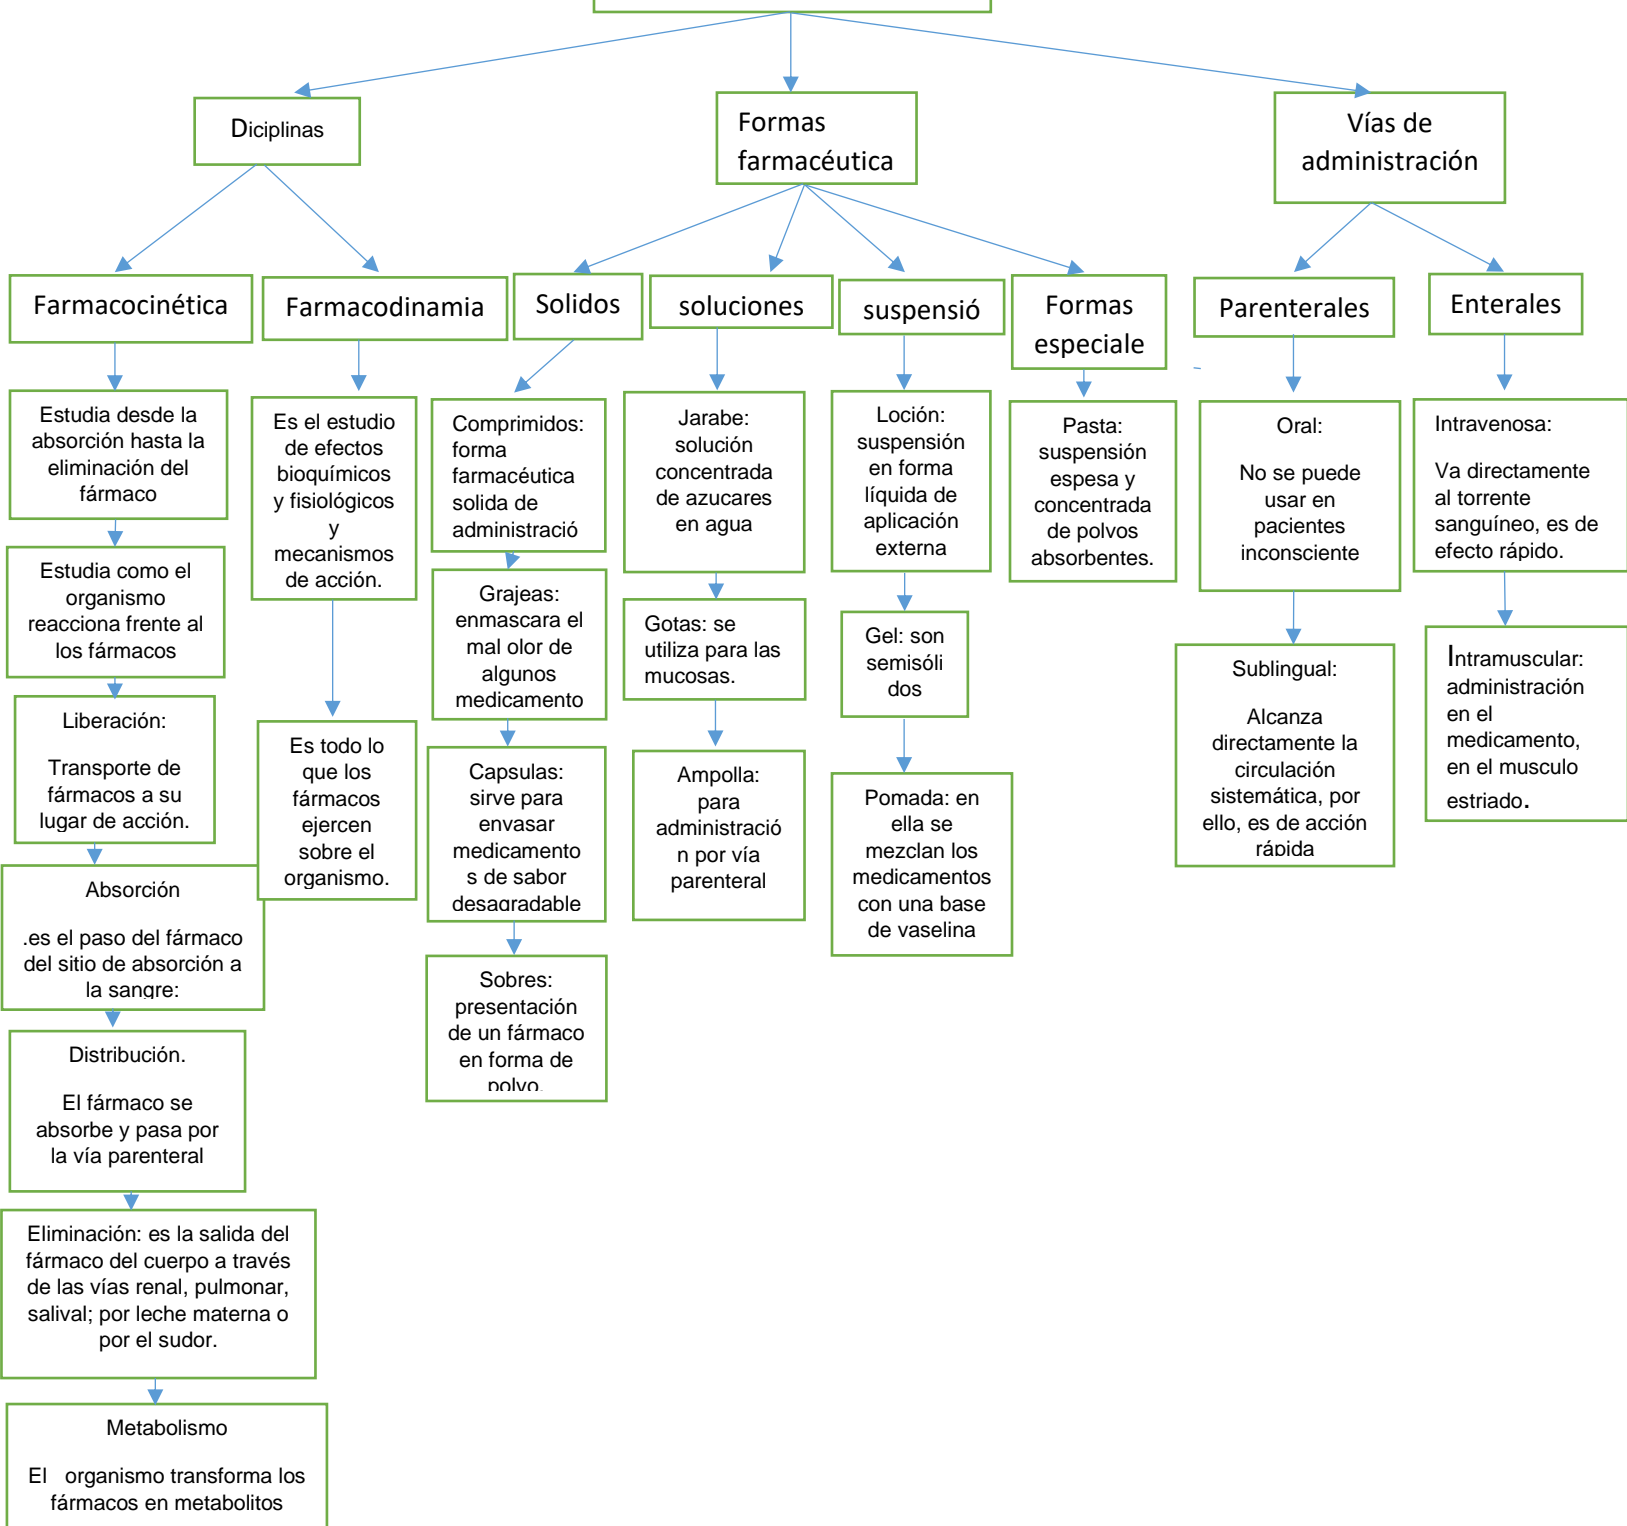 Diciplinas
Formas
farmacéutica
Vías de
administración
Farmacocinética
Farmacodinamia
Solidos
soluciones
suspensió
Formas
especiale
Parenterales
Enterales
Estudia desde la
absorción hasta la
eliminación del
fármaco
Estudia como el
organismo
reacciona frente al
los fármacos
Liberación:
Transporte de
fármacos a su
lugar de acción.
Absorción
.es el paso del fármaco
del sitio de absorción a
la sangre:
Distribución.
El fármaco se
absorbe y pasa por
la vía parenteral
Eliminación: es la salida del
fármaco del cuerpo a través
de las vías renal, pulmonar,
salival; por leche materna o
por el sudor.
Metabolismo
El organismo transforma los
fármacos en metabolitos
Es el estudio
de efectos
bioquímicos
y fisiológicos
y
mecanismos
de acción.
Es todo lo
que los
fármacos
ejercen
sobre el
organismo.
Comprimidos:
forma
farmacéutica
solida de
administració
Grajeas:
enmascara el
mal olor de
algunos
medicamento
Capsulas:
sirve para
envasar
medicamento
s de sabor
desagradable
Sobres:
presentación
de un fármaco
en forma de
polvo.
Jarabe:
solución
concentrada
de azucares
en agua
Gotas: se
utiliza para las
mucosas.
Ampolla:
para
administració
n por vía
parenteral
Loción:
suspensión
en forma
líquida de
aplicación
externa
Gel: son
semisóli
dos
Pomada: en
ella se
mezclan los
medicamentos
con una base
de vaselina
Pasta:
suspensión
espesa y
concentrada
de polvos
absorbentes.
Oral:
No se puede
usar en
pacientes
inconsciente
Sublingual:
Alcanza
directamente la
circulación
sistemática, por
ello, es de acción
rápida
Intravenosa:
Va directamente
al torrente
sanguíneo, es de
efecto rápido.
Intramuscular:
administración
en el
medicamento,
en el musculo
estriado.